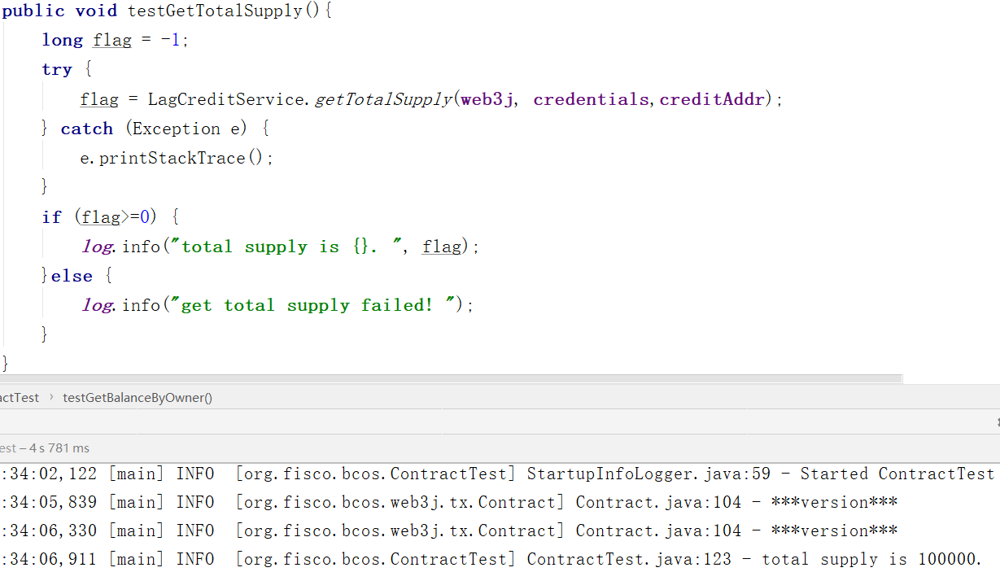 public void testGetTotalSupply(){
long flag = -1;
try {
flag = LagCreditService.getTotalSupply(web3j, credentials,creditAddr);
} catch (Exception e) {
e.printStackTrace();
}
if (flag>=0) {
log.info("total supply is {}. ", flag);
}else {
log.info("get total supply failed! ");
}
}
actTest › testGetBalanceByOwner()
est – 4 s 781 ms
:34:02,122 [main] INFO [org.fisco.bcos.ContractTest] StartupInfoLogger.java:59 - Started ContractTest
:34:05,839 [main] INFO [org.fisco.bcos.web3j.tx.Contract] Contract.java:104 - ***version***
:34:06,330 [main] INFO [org.fisco.bcos.web3j.tx.Contract] Contract.java:104 - ***version***
:34:06,911 [main] INFO [org.fisco.bcos.ContractTest] ContractTest.java:123 - total supply is 100000.